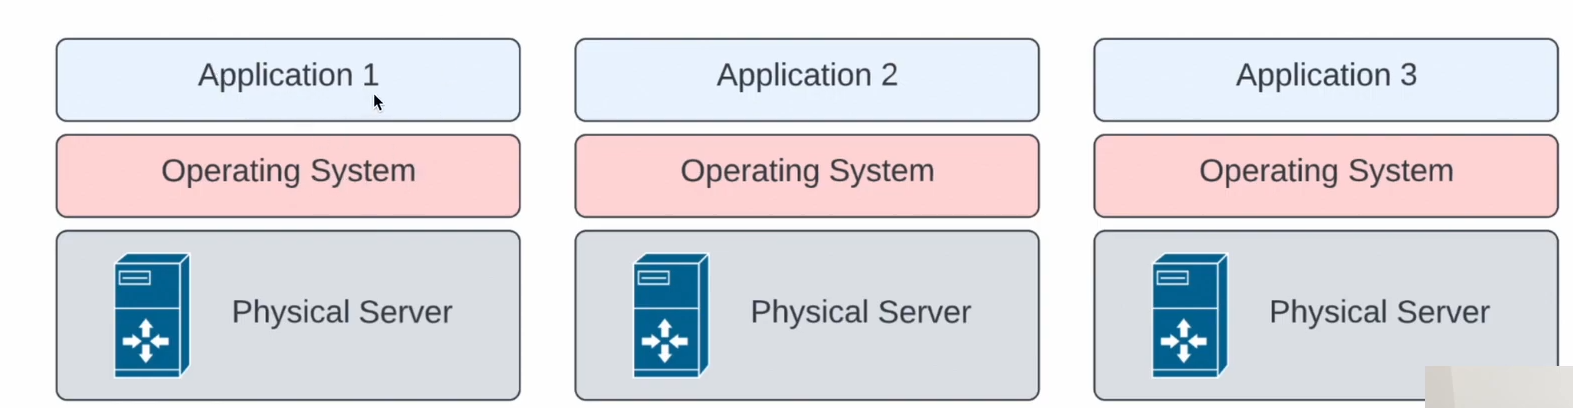 Application 1
Application 2
Application 3
Operating System
Operating System
Operating System
Physical Server
Physical Server
Physical Server